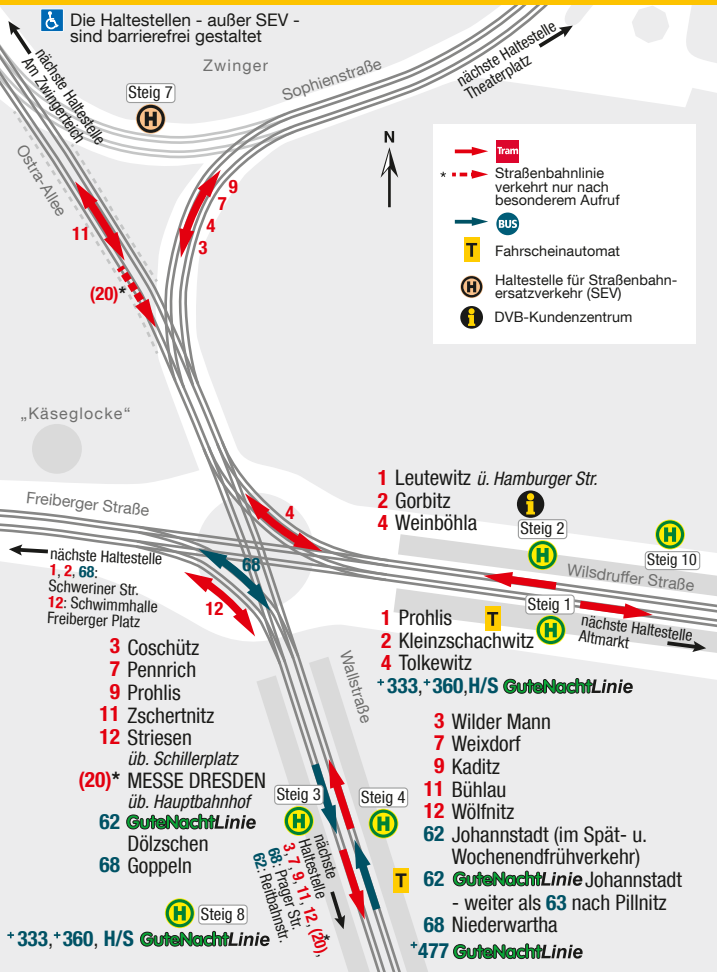 Die Haltestellen - außer SEV -
sind barrierefrei gestaltet
nächste Haltestelle
Am Zwingerteich
Zwinger
Steig 7
H
Sophienstraße
nächste Haltestelle
Theaterplatz
Ostra-Allee
N
Tram
* Straßenbahnlinie
verkehrt nur nach
besonderem Aufruf
BUS
T Fahrscheinautomat
H Haltestelle für Straßenbahn-
ersatzverkehr (SEV)
i DVB-Kundenzentrum
9
7
4
3
11
(20)*
„Käseglocke“
Freiberger Straße
4
68
12
nächste Haltestelle
1, 2, 68:
Schweriner Str.
12: Schwimmhalle
Freiberger Platz
1 Leutewitz ü. Hamburger Str.
2 Gorbitz
4 Weinböhla
i
Steig 2
H
H
Steig 10
Wilsdruffer Straße
Steig 1
H
nächste Haltestelle
Altmarkt
1 Prohlis
T
2 Kleinzschachwitz
4 Tolkewitz
+333,+360,H/S GuteNachtLinie
Wallstraße
3 Coschütz
7 Pennrich
9 Prohlis
11 Zschertnitz
12 Striesen
üb. Schillerplatz
(20)* MESSE DRESDEN
üb. Hauptbahnhof
62 GuteNachtLinie
Dölzschen
68 Goppeln
H Steig 8
+333,+360, H/S GuteNachtLinie
Steig 3
H
nächste
Haltestelle
3, 7, 9, 11, 12, (20),*
68: Prager Str.
62: Reitbahnstr.
Steig 4
H
T
3 Wilder Mann
7 Weixdorf
9 Kaditz
11 Bühlau
12 Wölfnitz
62 Johannstadt (im Spät- u.
Wochenendfrühverkehr)
62 GuteNachtLinie Johannstadt
- weiter als 63 nach Pillnitz
68 Niederwartha
+477 GuteNachtLinie